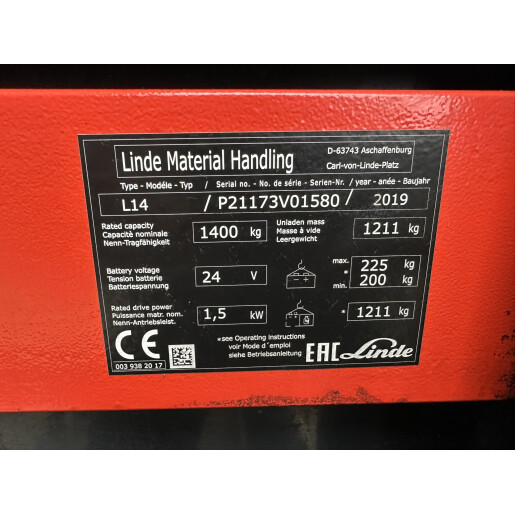 Linde Material Handling
D-63743 Aschaffenburg
Carl-von-Linde-Platz
Type - Modéle - Typ / Serial no. - No. de série - Serien-Nr. / year - anée - Baujahr
L14 / P21173V01580 / 2019
Rated capacity
Capacité nominale
Nenn-Tragfähigkeit
1400 kg
Unladen mass
Masse à vide
Leergewicht
1211 kg
Battery voltage
Tension batterie
Batteriespannung
24 V
max. 225 kg
*
min. 200 kg
Rated drive power
Puissance matr. nom.
Nenn-Antriebsleist.
1,5 kW
* 1211 kg
*see Operating instructions
voir Mode d´emploi
siehe Betriebsanleitung
CE
003 938 20 17
EAC Linde